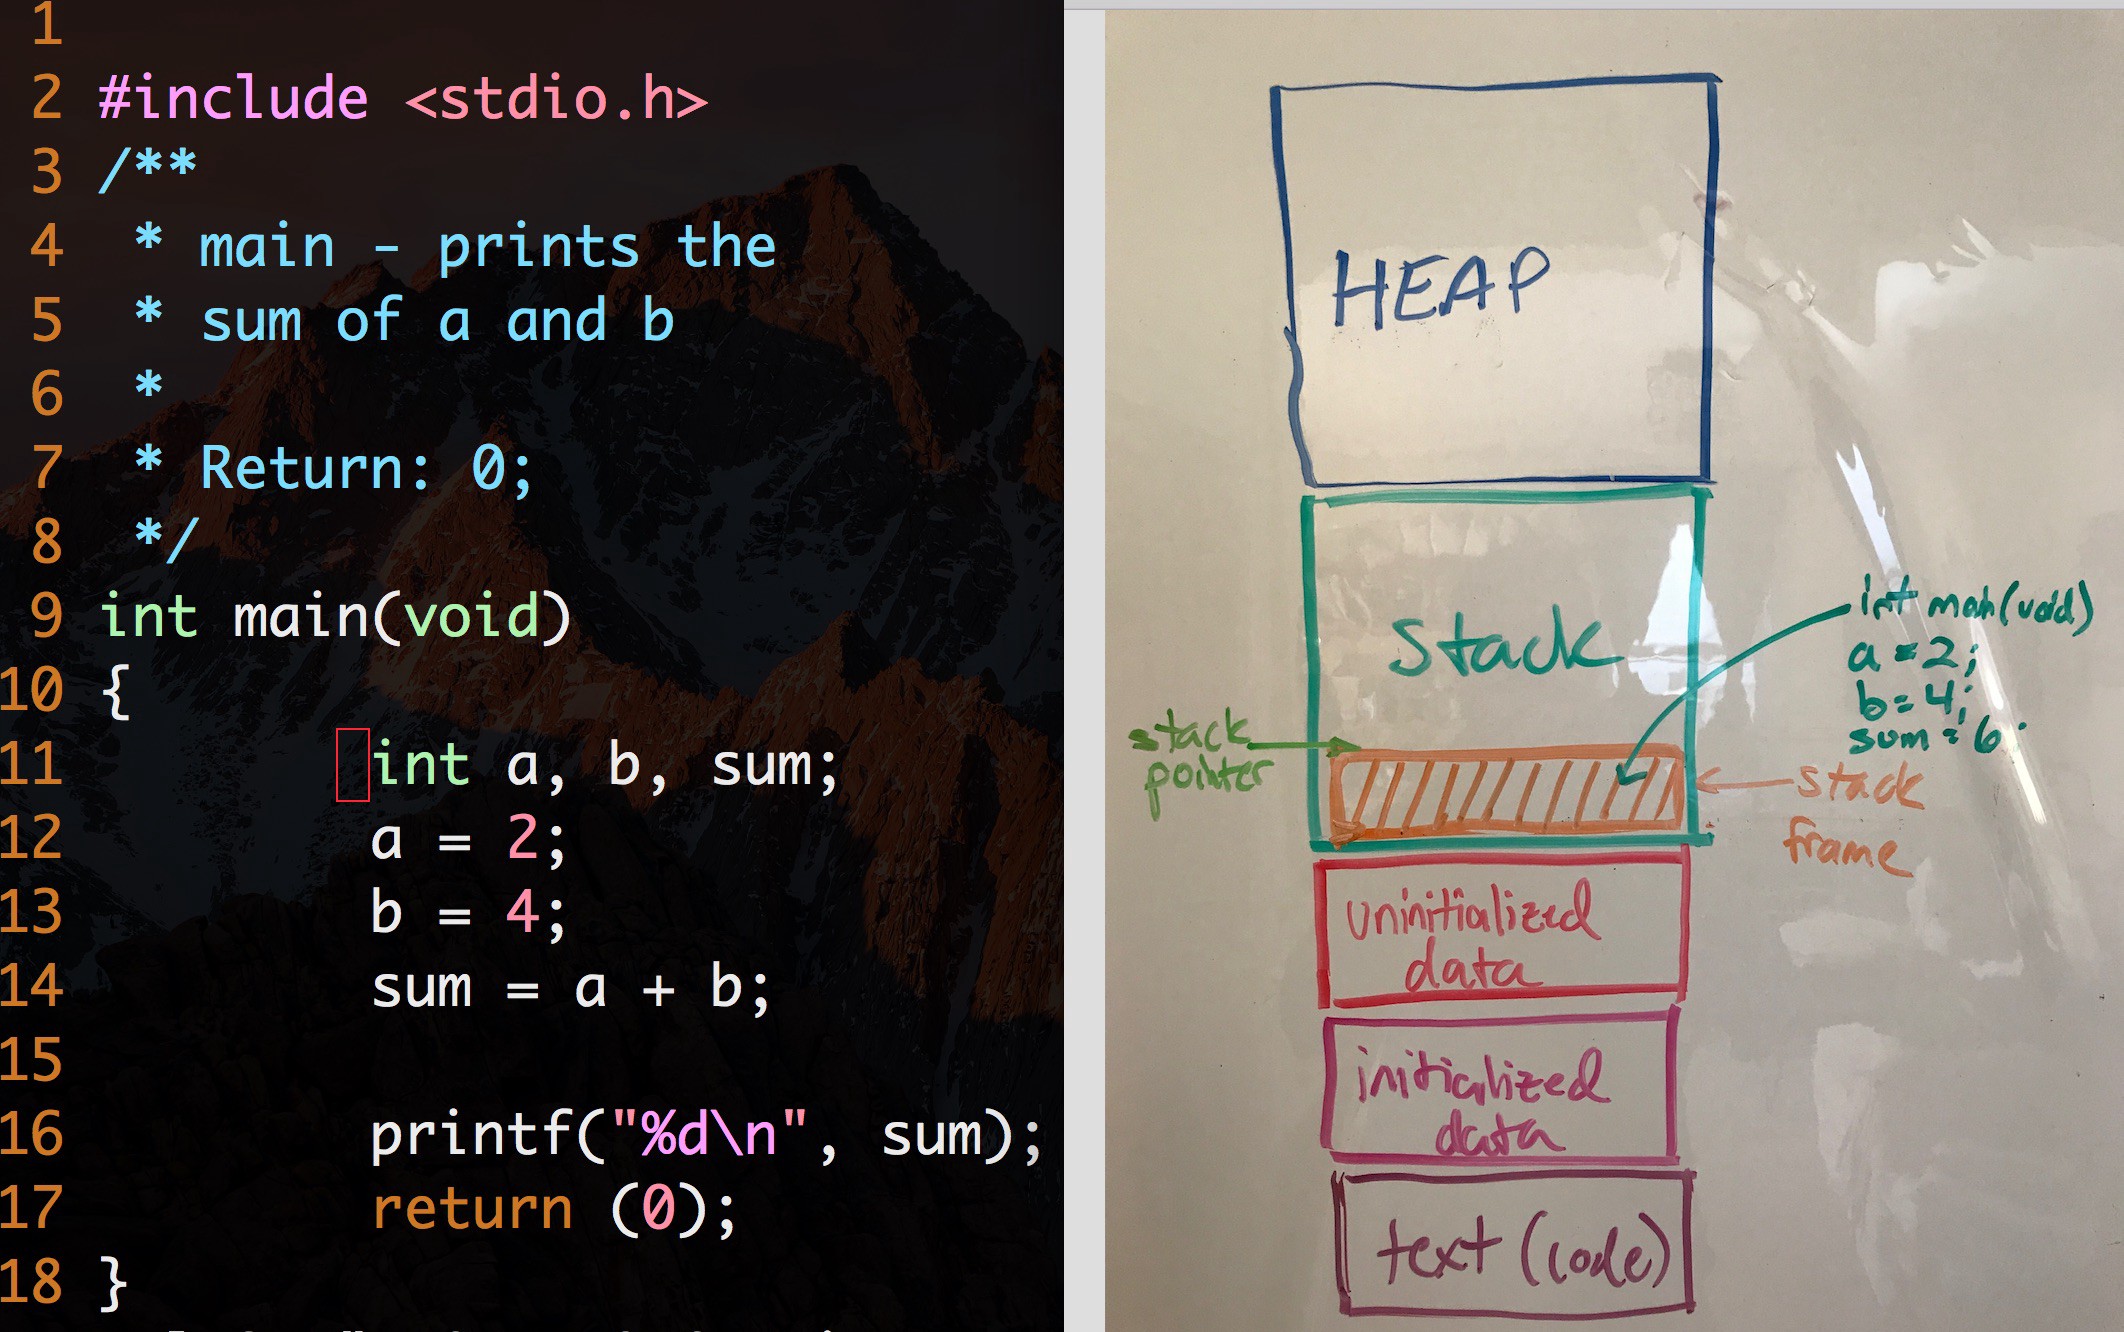 1
2 #include <stdio.h>
3 /**
4  * main - prints the
5  * sum of a and b
6  *
7  * Return: 0;
8  */
9 int main(void)
10 {
11         int a, b, sum;
12         a = 2;
13         b = 4;
14         sum = a + b;
15
16         printf("%d\n", sum);
17         return (0);
18 }
HEAP
stack
int main(void)
a = 2;
b = 4;
sum = 6;
stack
pointer
stack
frame
uninitialized
data
initialized
data
text (code)